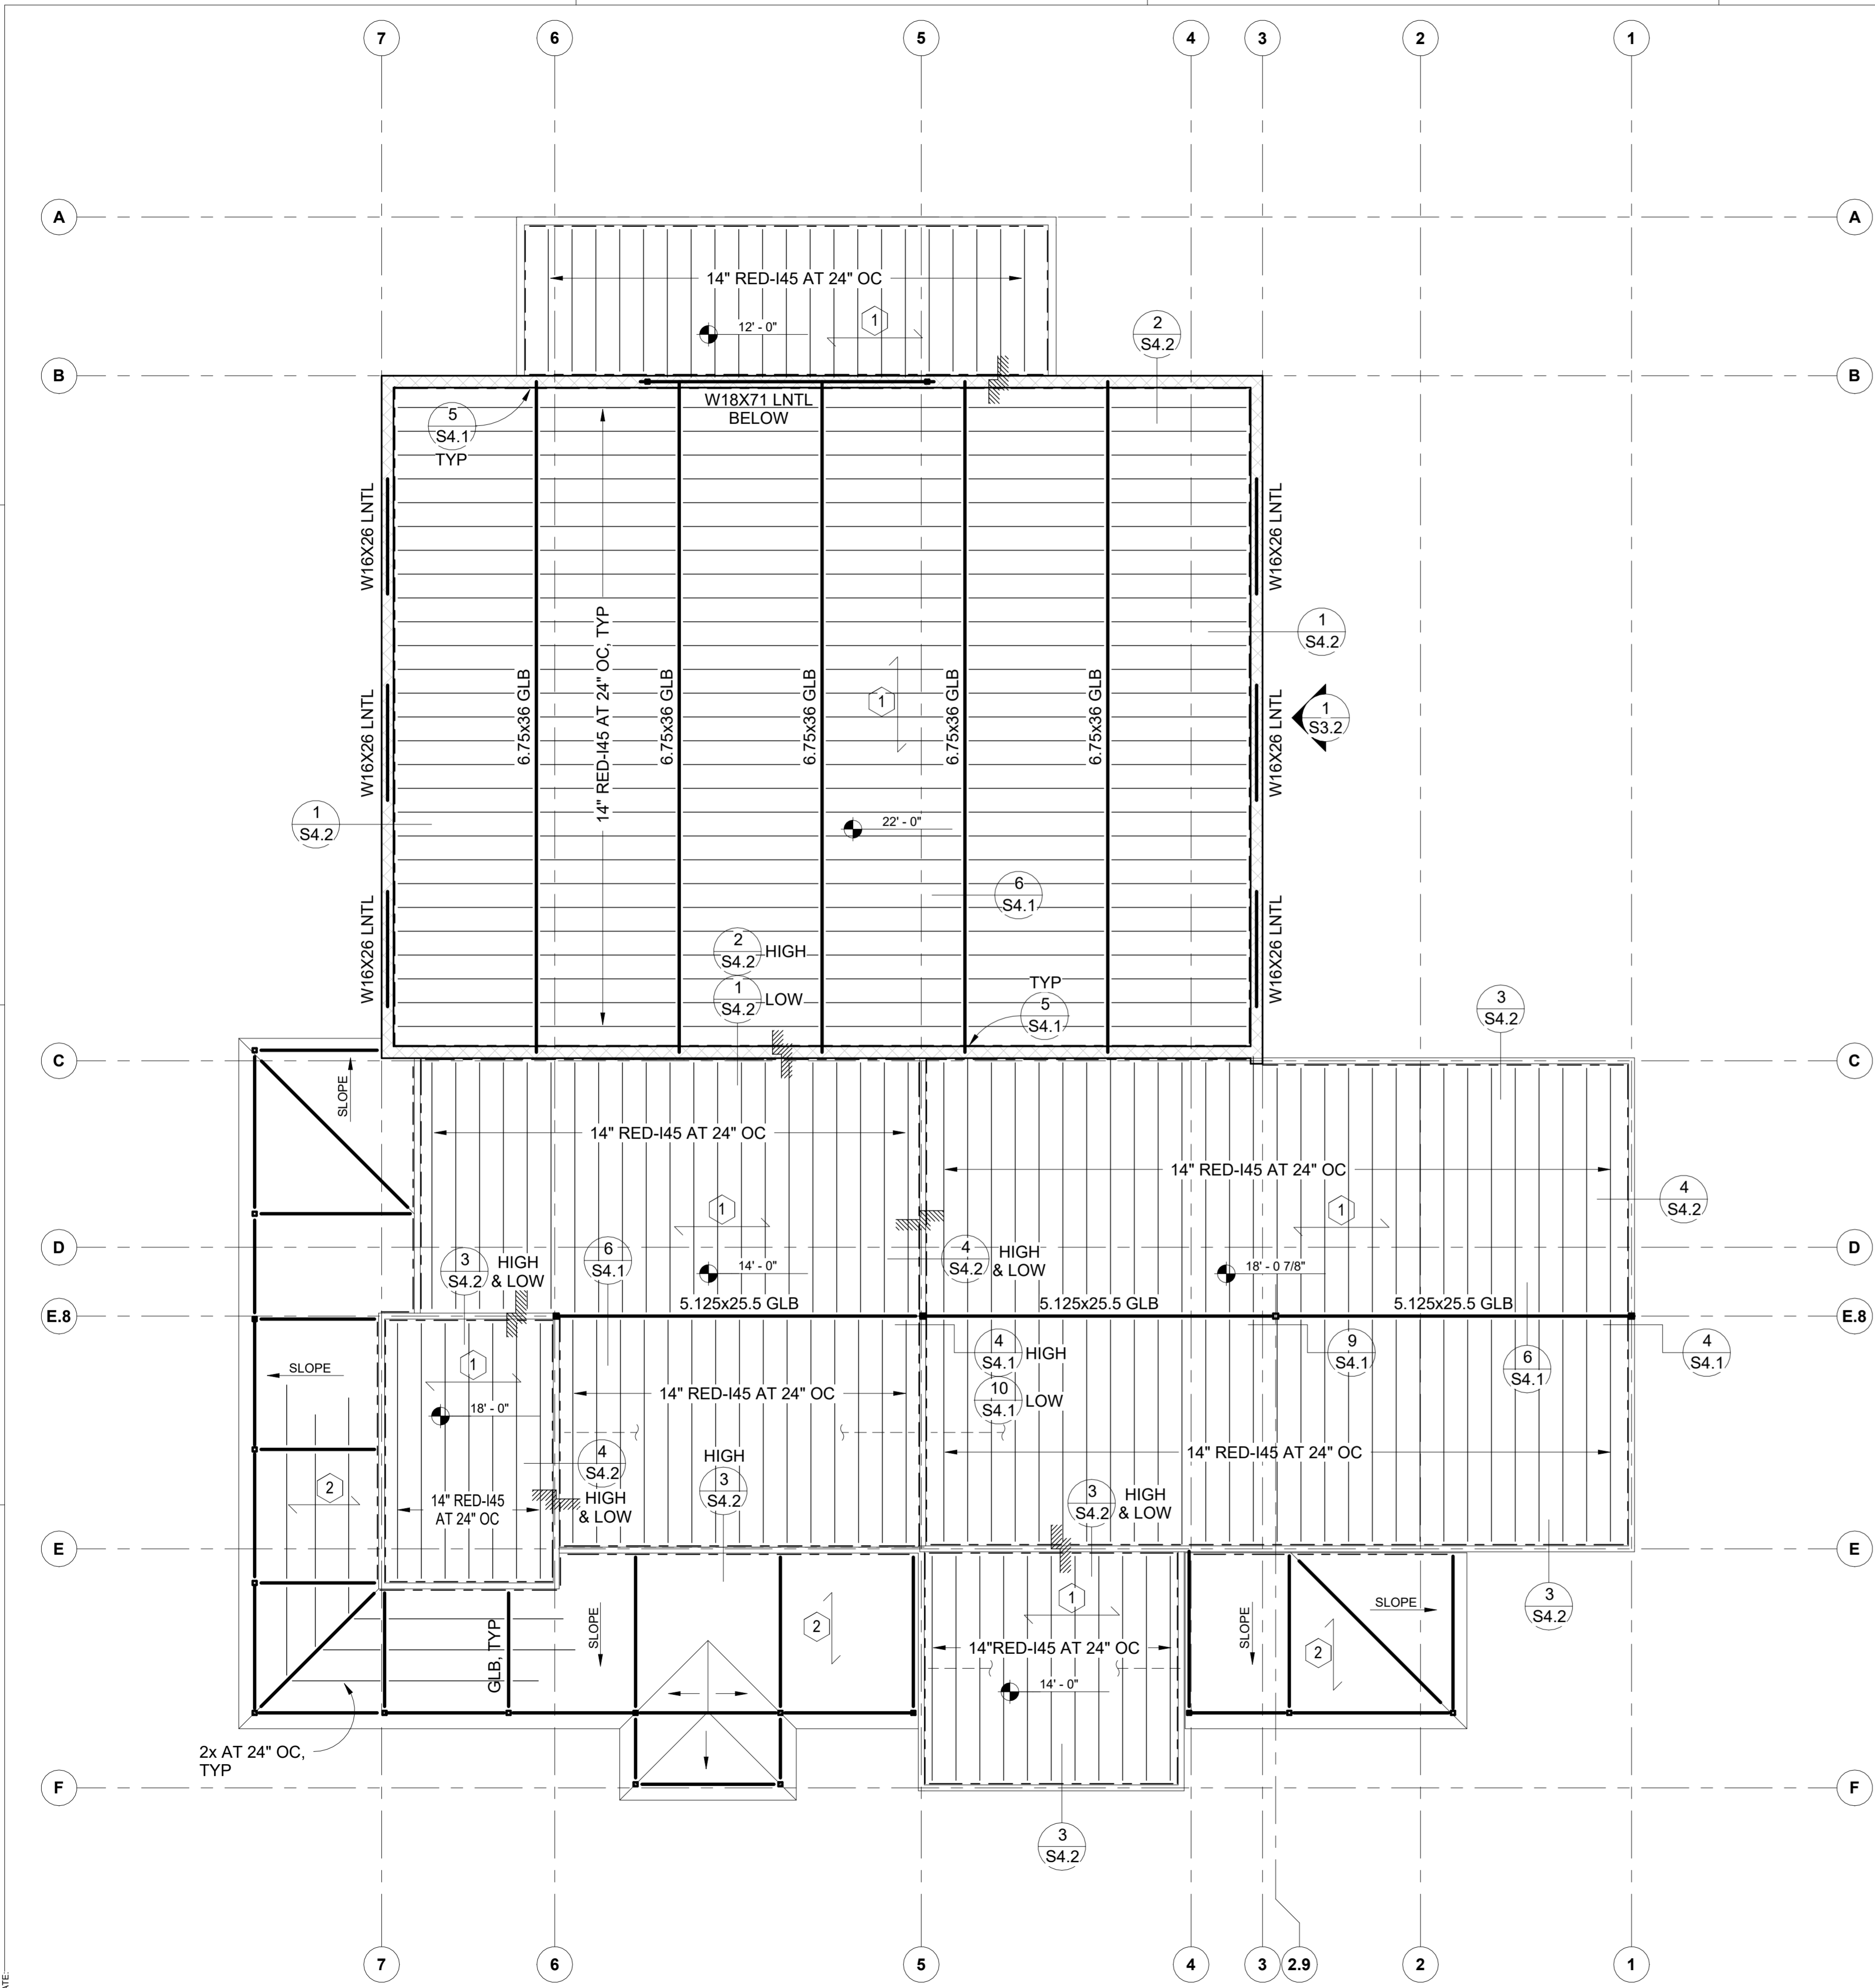 7
6
5
4
3
2
1
A
A
14" RED-I45 AT 24" OC
1
12' - 0"
2
S4.2
B
B
W18X71 LNTL
BELOW
5
S4.1
TYP
W16X26 LNTL
W16X26 LNTL
14" RED-I45 AT 24" OC, TYP
1
S4.2
6.75x36 GLB
6.75x36 GLB
6.75x36 GLB
6.75x36 GLB
6.75x36 GLB
1
W16X26 LNTL
W16X26 LNTL
1
S3.2
1
S4.2
22' - 0"
6
S4.1
W16X26 LNTL
W16X26 LNTL
2
S4.2
HIGH
1
S4.2
LOW
TYP
5
S4.1
3
S4.2
C
C
SLOPE
14" RED-I45 AT 24" OC
14" RED-I45 AT 24" OC
1
1
4
S4.2
D
D
3
S4.2
HIGH
& LOW
6
S4.1
14' - 0"
4
S4.2
HIGH
& LOW
18' - 0 7/8"
5.125x25.5 GLB
5.125x25.5 GLB
5.125x25.5 GLB
E.8
E.8
SLOPE
1
4
S4.1
HIGH
10
S4.1
LOW
9
S4.1
6
S4.1
4
S4.1
14" RED-I45 AT 24" OC
18' - 0"
4
S4.2
HIGH
& LOW
HIGH
3
S4.2
14" RED-I45 AT 24" OC
2
14" RED-I45
AT 24" OC
3
S4.2
HIGH
& LOW
E
E
3
S4.2
1
SLOPE
2
GLB, TYP
14"RED-I45 AT 24" OC
14' - 0"
SLOPE
SLOPE
2
2x AT 24" OC,
TYP
F
F
3
S4.2
7
6
5
4
3
2.9
2
1